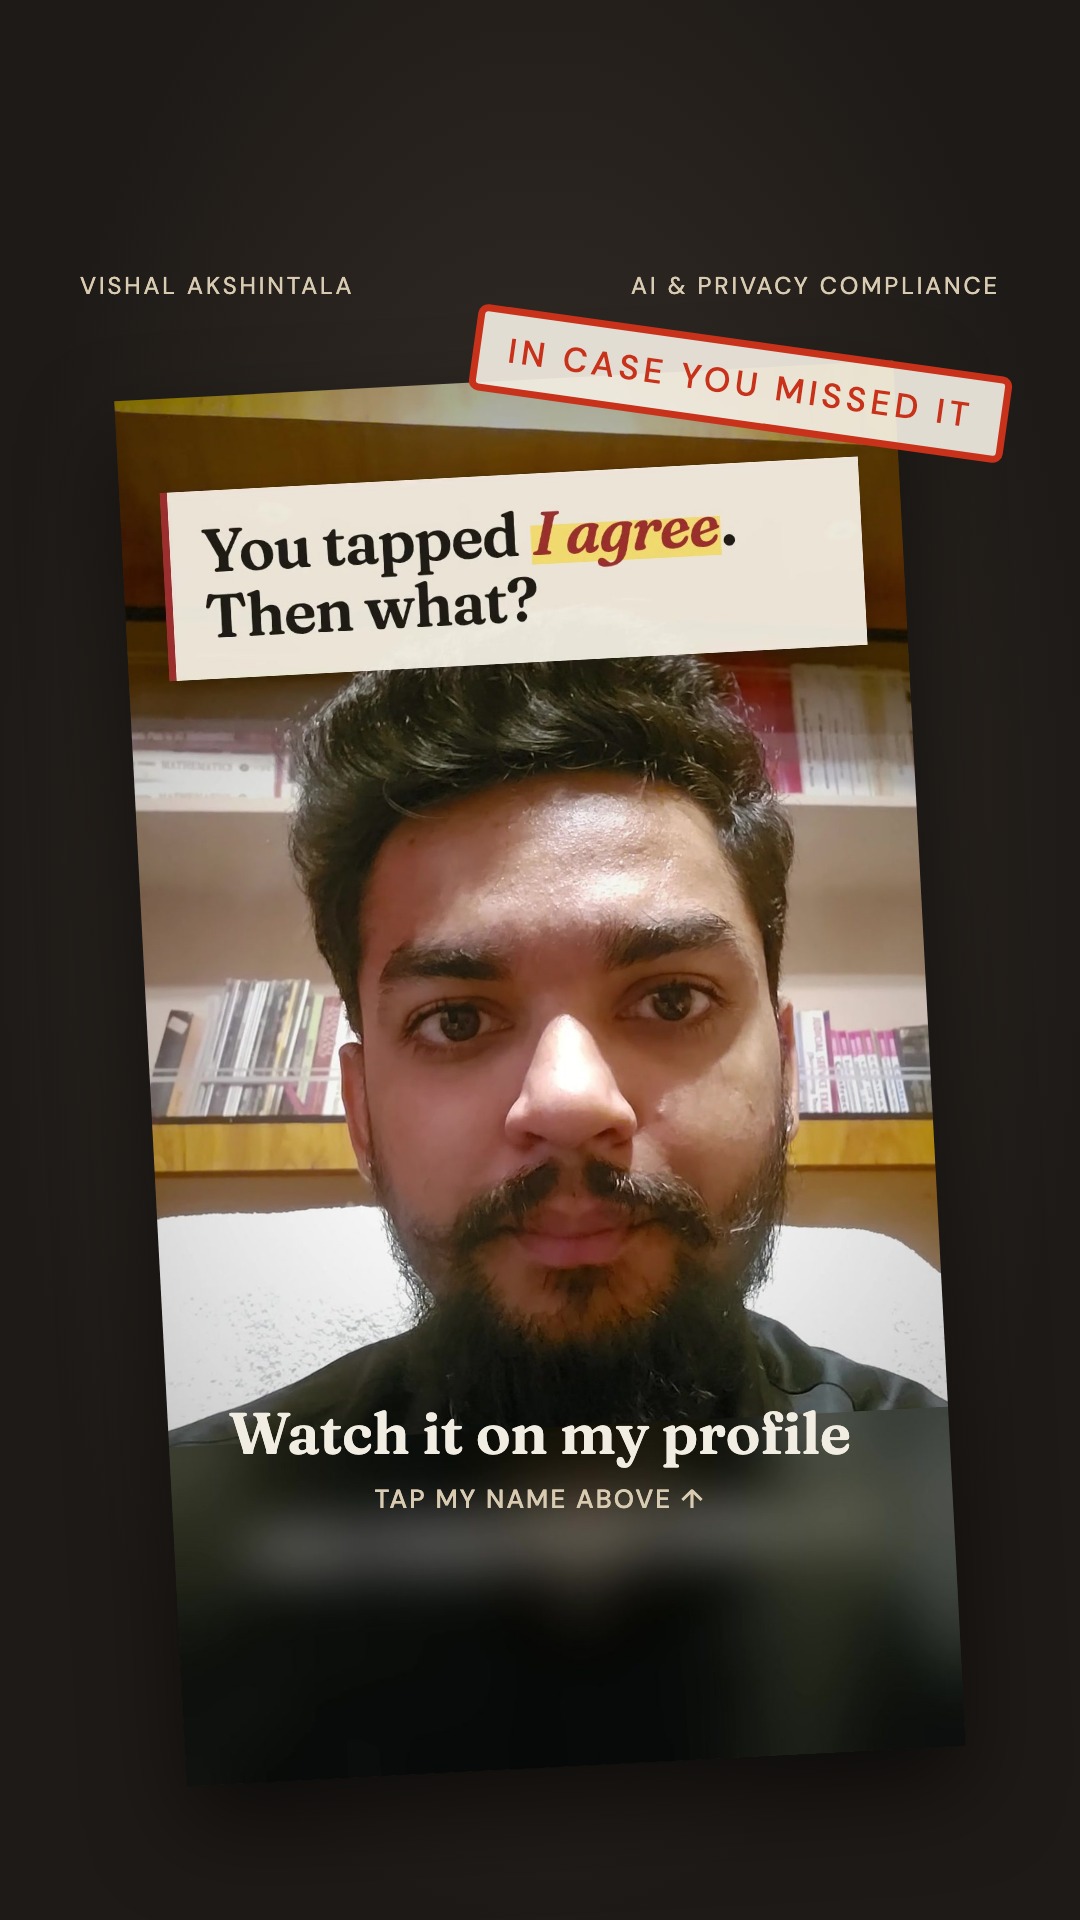 VISHAL AKSHINTALA
AI & PRIVACY COMPLIANCE
IN CASE YOU MISSED IT
You tapped I agree.
Then what?
MATHEMATICS
Watch it on my profile
TAP MY NAME ABOVE ↑